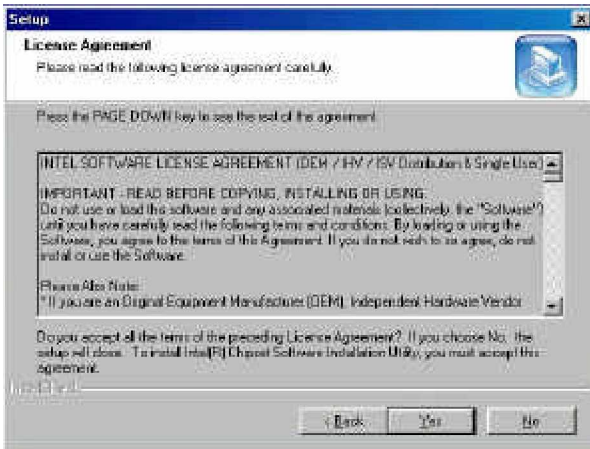 Setup
License Agreement
Please read the following license agreement carefully.
Press the PAGE DOWN key to see the rest of the agreement.
INTEL SOFTWARE LICENSE AGREEMENT (OEM / IHV / ISV Distribution & Single User)
IMPORTANT - READ BEFORE COPYING, INSTALLING OR USING.
Do not use or load this software and any associated materials (collectively, the "Software")
until you have carefully read the following terms and conditions. By loading or using the
Software, you agree to the terms of this Agreement. If you do not wish to so agree, do not
install or use the Software.
Please Also Note:
* If you are an Original Equipment Manufacturer (OEM), Independent Hardware Vendor
Do you accept all the terms of the preceding License Agreement? If you choose No, the
setup will close. To install Intel(R) Chipset Software Installation Utility, you must accept this
agreement.
< Back
Yes
No